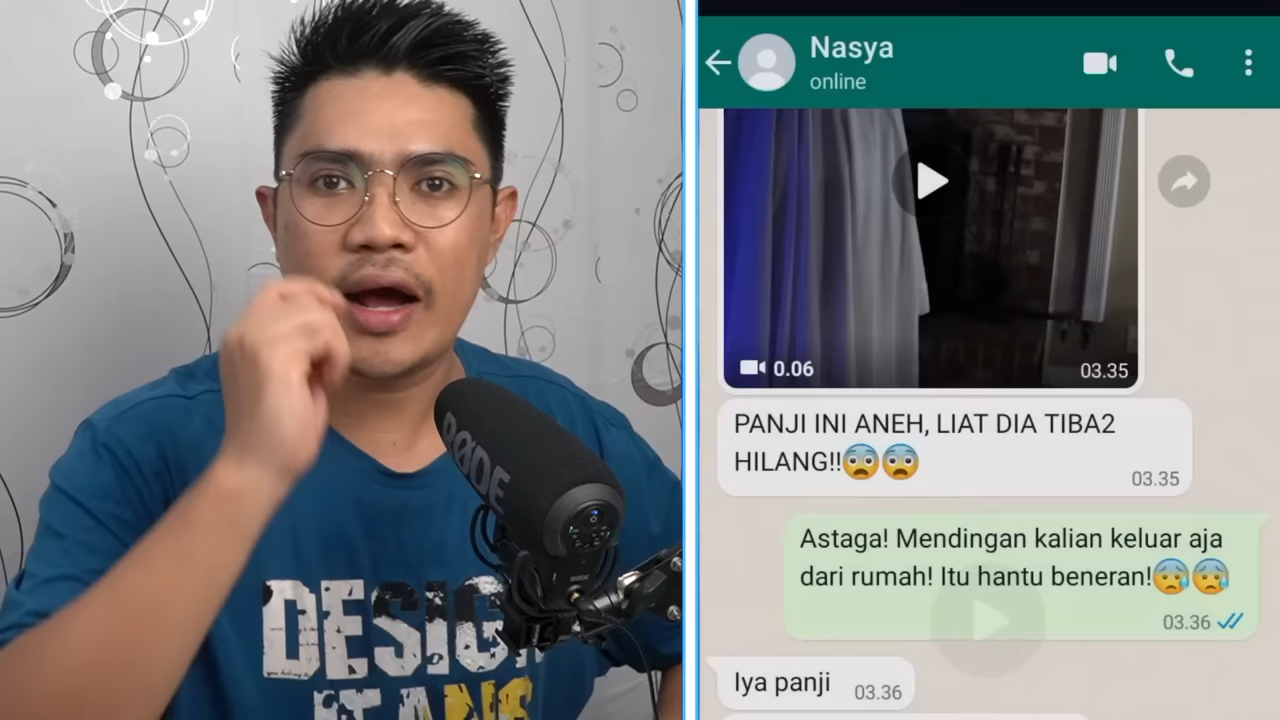 RØDE
DESIG
JEANS
Nasya
online
0.06
03.35
PANJI INI ANEH, LIAT DIA TIBA2
HILANG!!😨😨
03.35
Astaga! Mendingan kalian keluar aja
dari rumah! Itu hantu beneran!😰😰
03.36
Iya panji
03.36